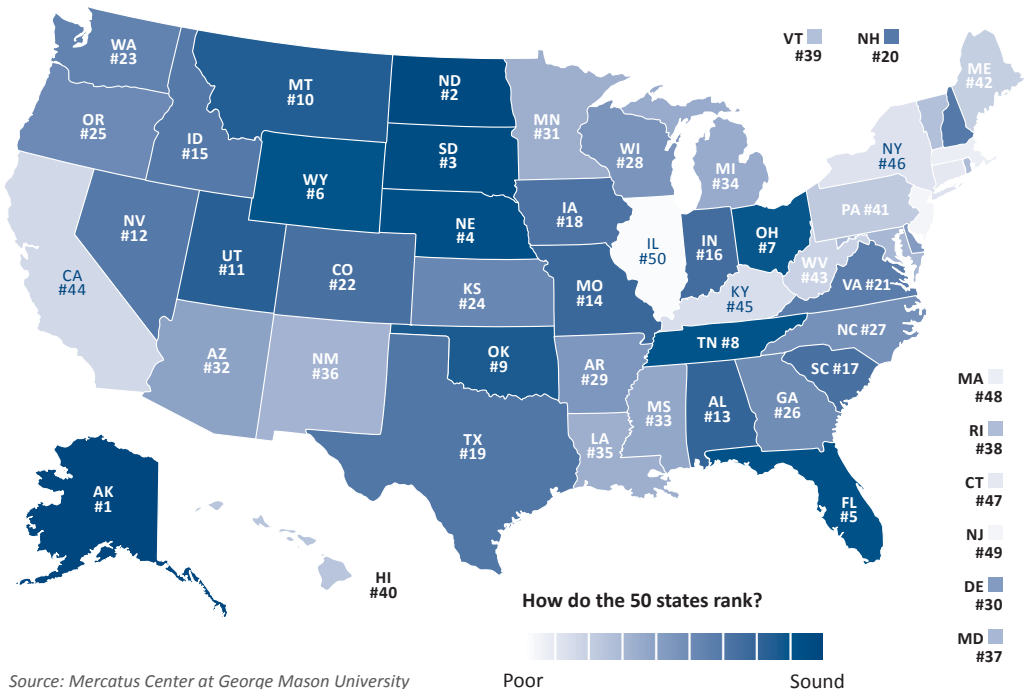 WA
#23
OR
#25
CA
#44
ID
#15
NV
#12
MT
#10
WY
#6
UT
#11
AZ
#32
CO
#22
NM
#36
ND
#2
SD
#3
NE
#4
KS
#24
OK
#9
TX
#19
MN
#31
IA
#18
MO
#14
AR
#29
LA
#35
WI
#28
IL
#50
MS
#33
MI
#34
IN
#16
KY
#45
TN #8
AL
#13
OH
#7
WV
#43
GA
#26
FL
#5
SC #17
NC #27
VA #21
PA #41
NY
#46
VT
#39
NH
#20
ME
#42
MA
#48
RI
#38
CT
#47
NJ
#49
DE
#30
MD
#37
AK
#1
HI
#40
How do the 50 states rank?
Poor
Sound
Source: Mercatus Center at George Mason University